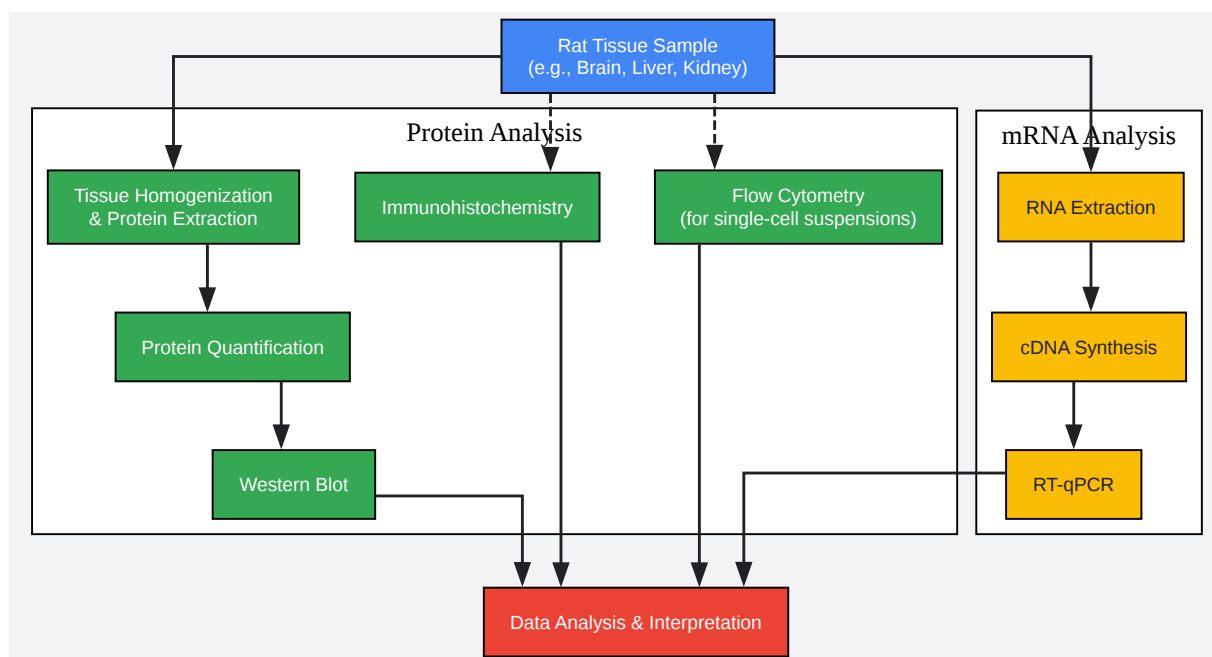 Rat Tissue Sample
(e.g., Brain, Liver, Kidney)
Protein Analysis
mRNA Analysis
Tissue Homogenization
& Protein Extraction
Immunohistochemistry
Flow Cytometry
(for single-cell suspensions)
RNA Extraction
Protein Quantification
cDNA Synthesis
Western Blot
RT-qPCR
Data Analysis & Interpretation